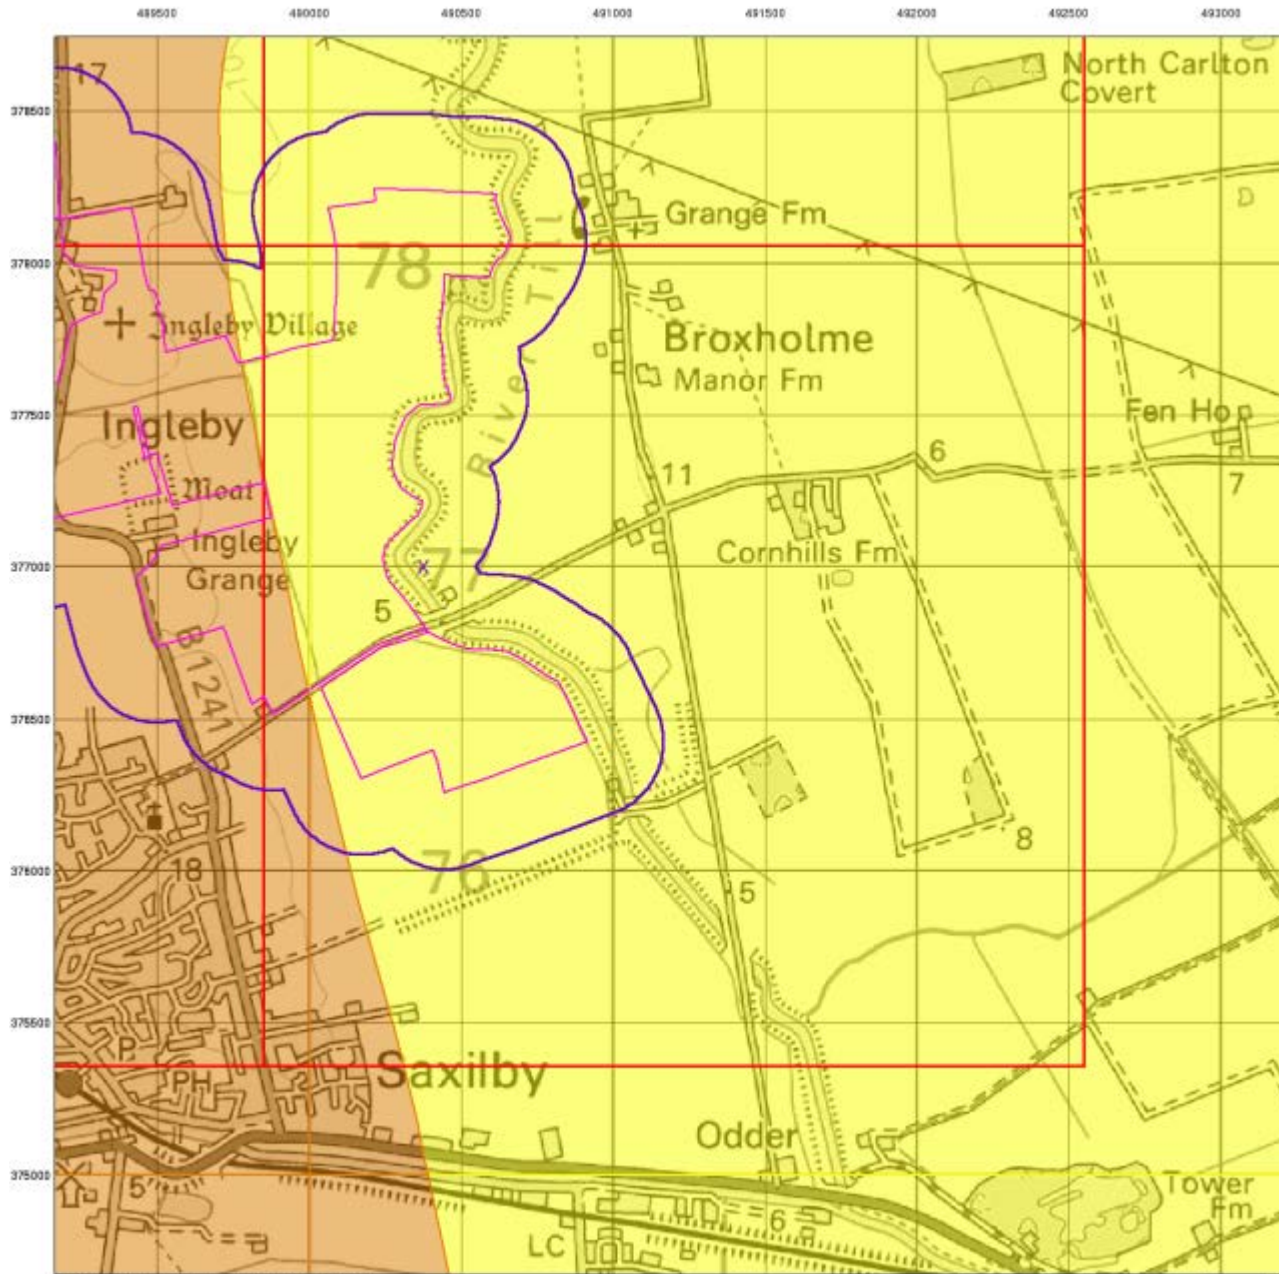 489500 490000 490500 491000 491500 492000 492500 493000
378500
378000
377500
377000
376500
376000
375500
375000
17
North Carlton
Covert
Grange Fm
78
River Till
Ingleby Village
Broxholme
Manor Fm
Ingleby
Fen Ho
6
11
7
Moat
Ingleby
Grange
Cornhills Fm
77
5
B 1241
8
18
76
5
P
PH
Saxilby
Odder
5
Tower
Fm
6
LC